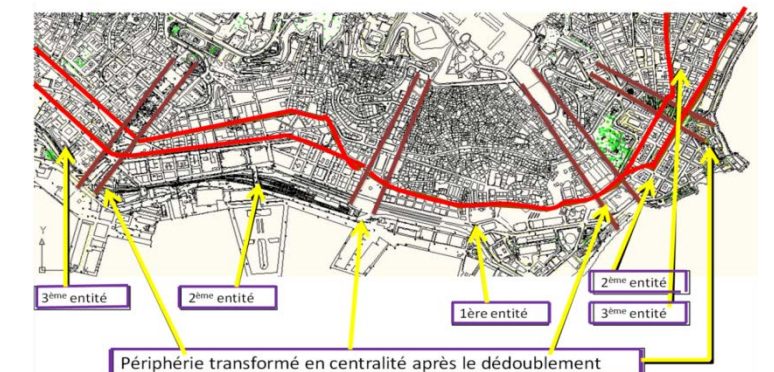 Y
2ème entité
3ème entité
2ème entité
1ère entité
3ème entité
Périphérie transformé en centralité après le dédoublement